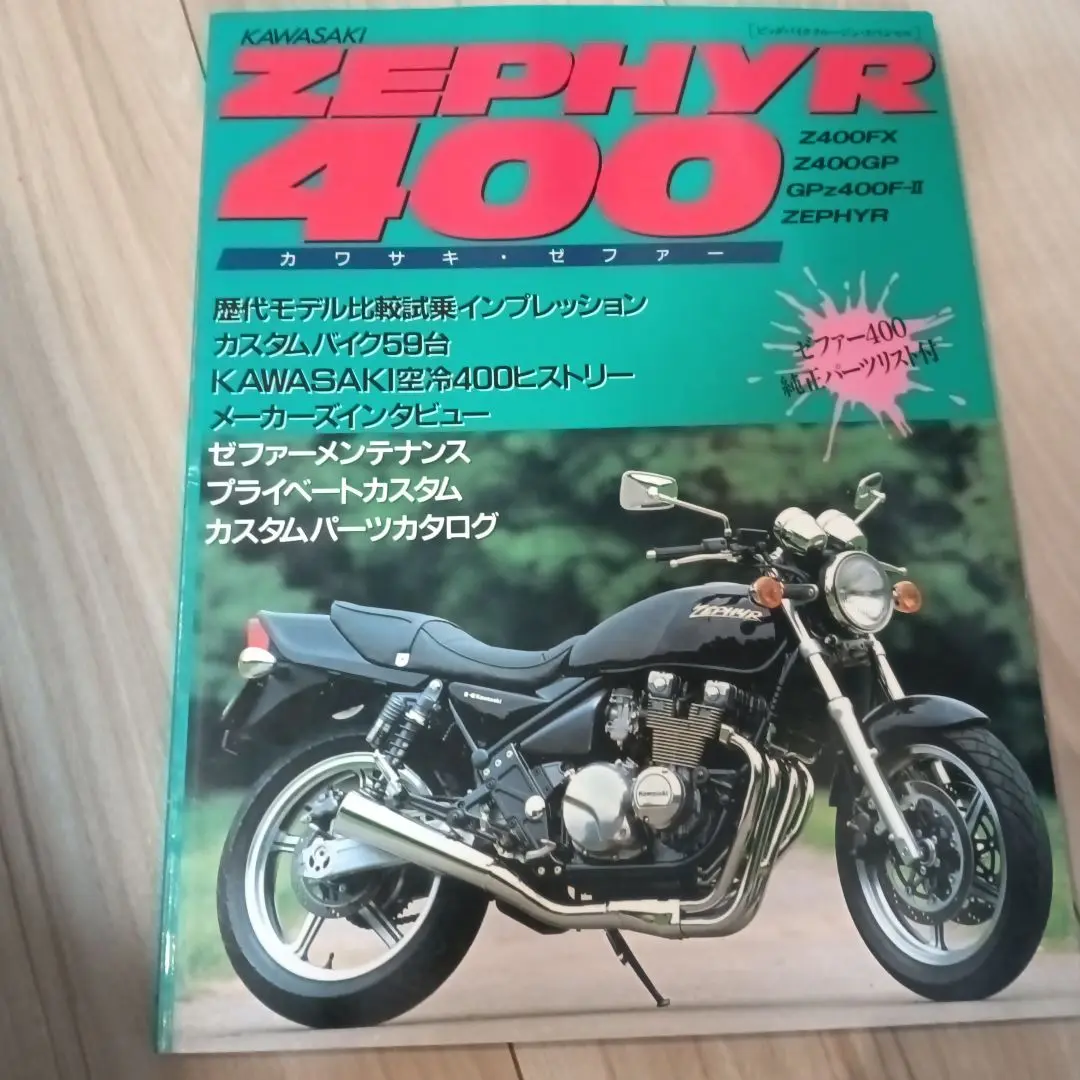 KAWASAKI
ZEPHYR
400
Z400FX
Z400GP
GPz400F-II
ZEPHYR
カワサキ・ゼファー
歴代モデル比較試乗インプレッション
カスタムバイク59台
KAWASAKI空冷400ヒストリー
メーカーズインタビュー
ゼファーメンテナンス
プライベートカスタム
カスタムパーツカタログ
ゼファー400
純正パーツリスト付
ZEPHYR
Kawasaki
Kawasaki